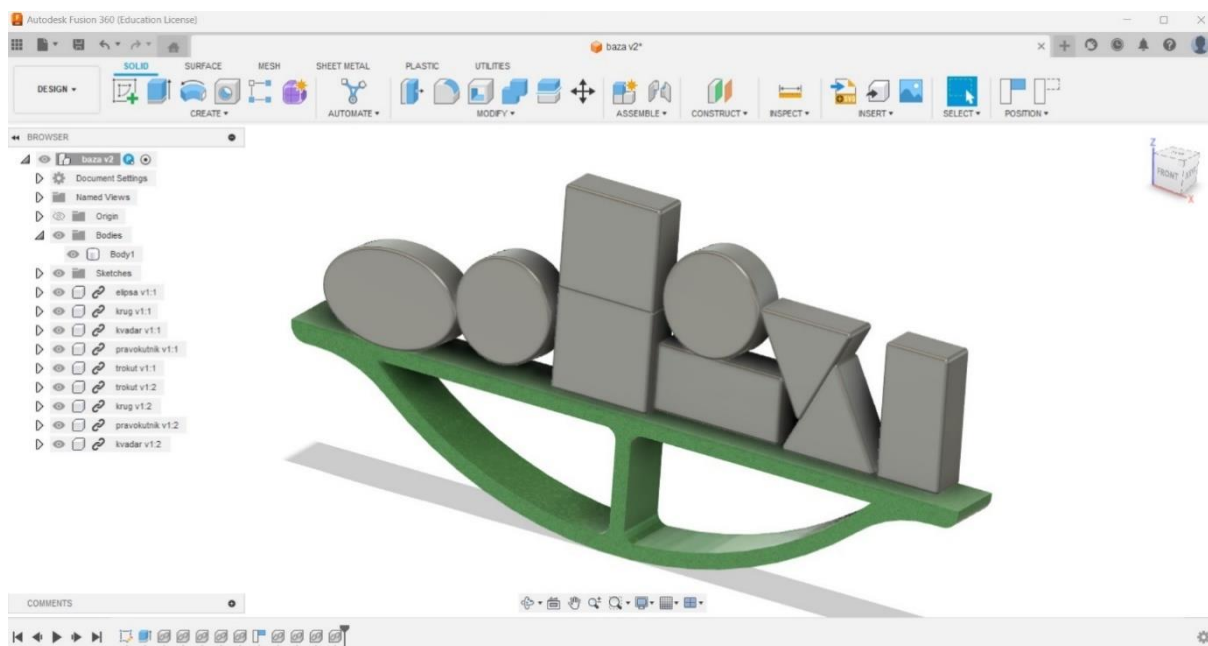 Autodesk Fusion 360 (Education License)
baza v2*
SOLID SURFACE MESH SHEET METAL PLASTIC UTILITIES
DESIGN
CREATE AUTOMATE MODIFY ASSEMBLE CONSTRUCT INSPECT INSERT SELECT POSITION
BROWSER
baza v2
Document Settings
Named Views
Origin
Bodies
Body1
Sketches
elipsa v1:1
krug v1:1
kvadar v1:1
pravokutnik v1:1
trokut v1:1
trokut v1:2
krug v1:2
pravokutnik v1:2
kvadar v1:2
Z
FRONT
X
COMMENTS